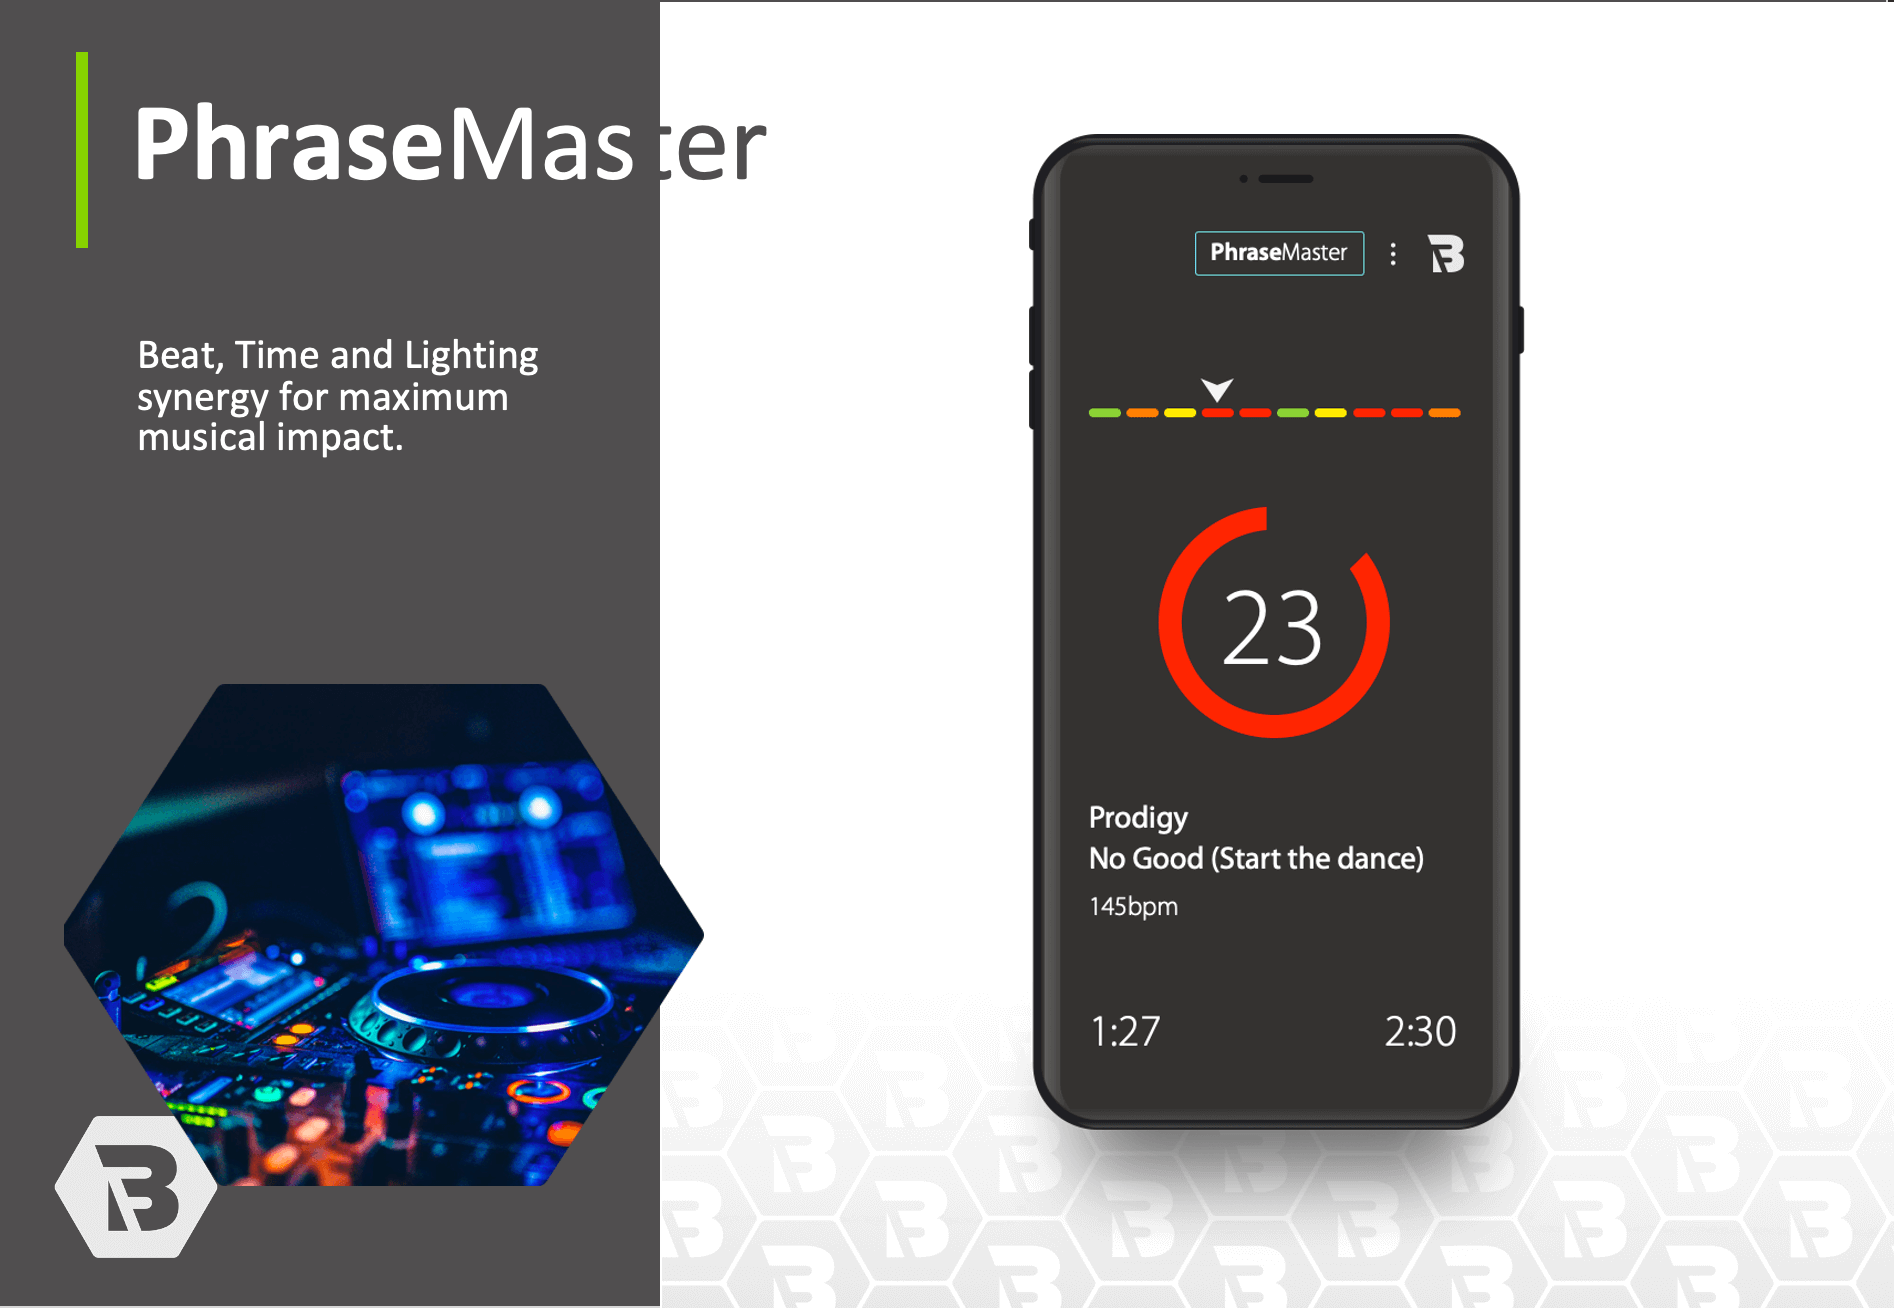 PhraseMaster
Beat, Time and Lighting
synergy for maximum
musical impact.
PhraseMaster
23
Prodigy
No Good (Start the dance)
145bpm
1:27 2:30
B